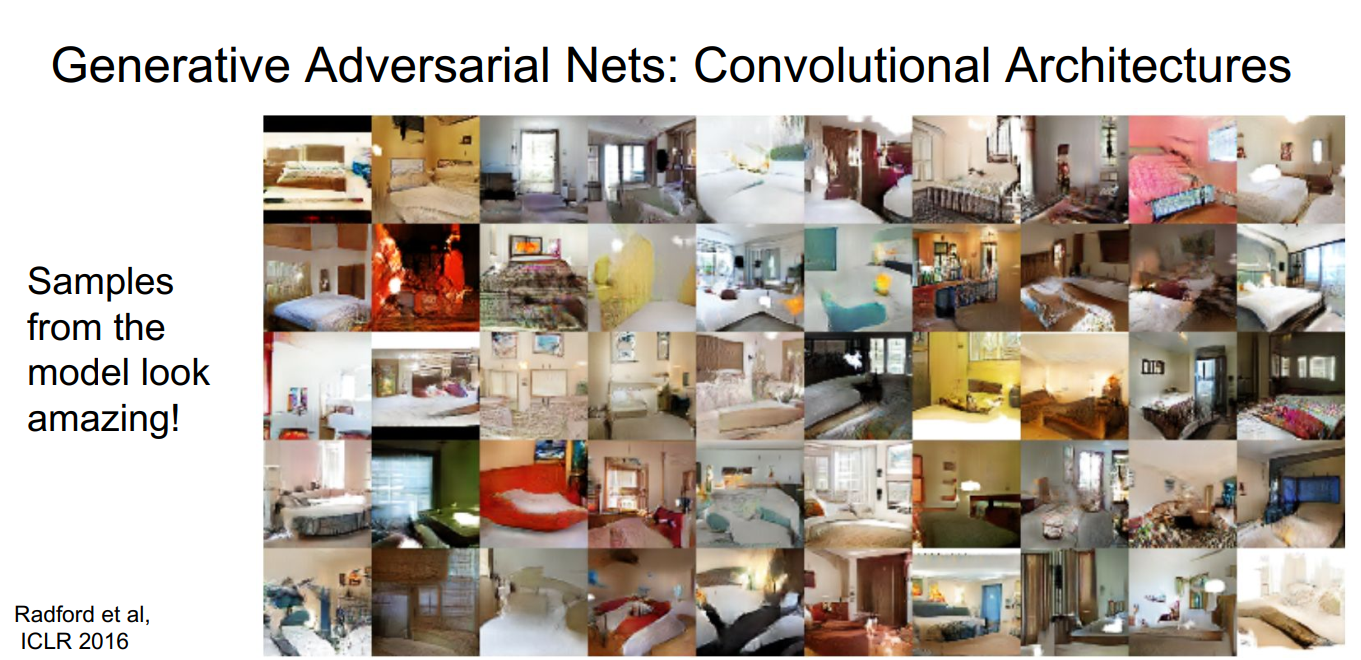 Generative Adversarial Nets: Convolutional Architectures
Samples
from the
model look
amazing!
Radford et al,
ICLR 2016